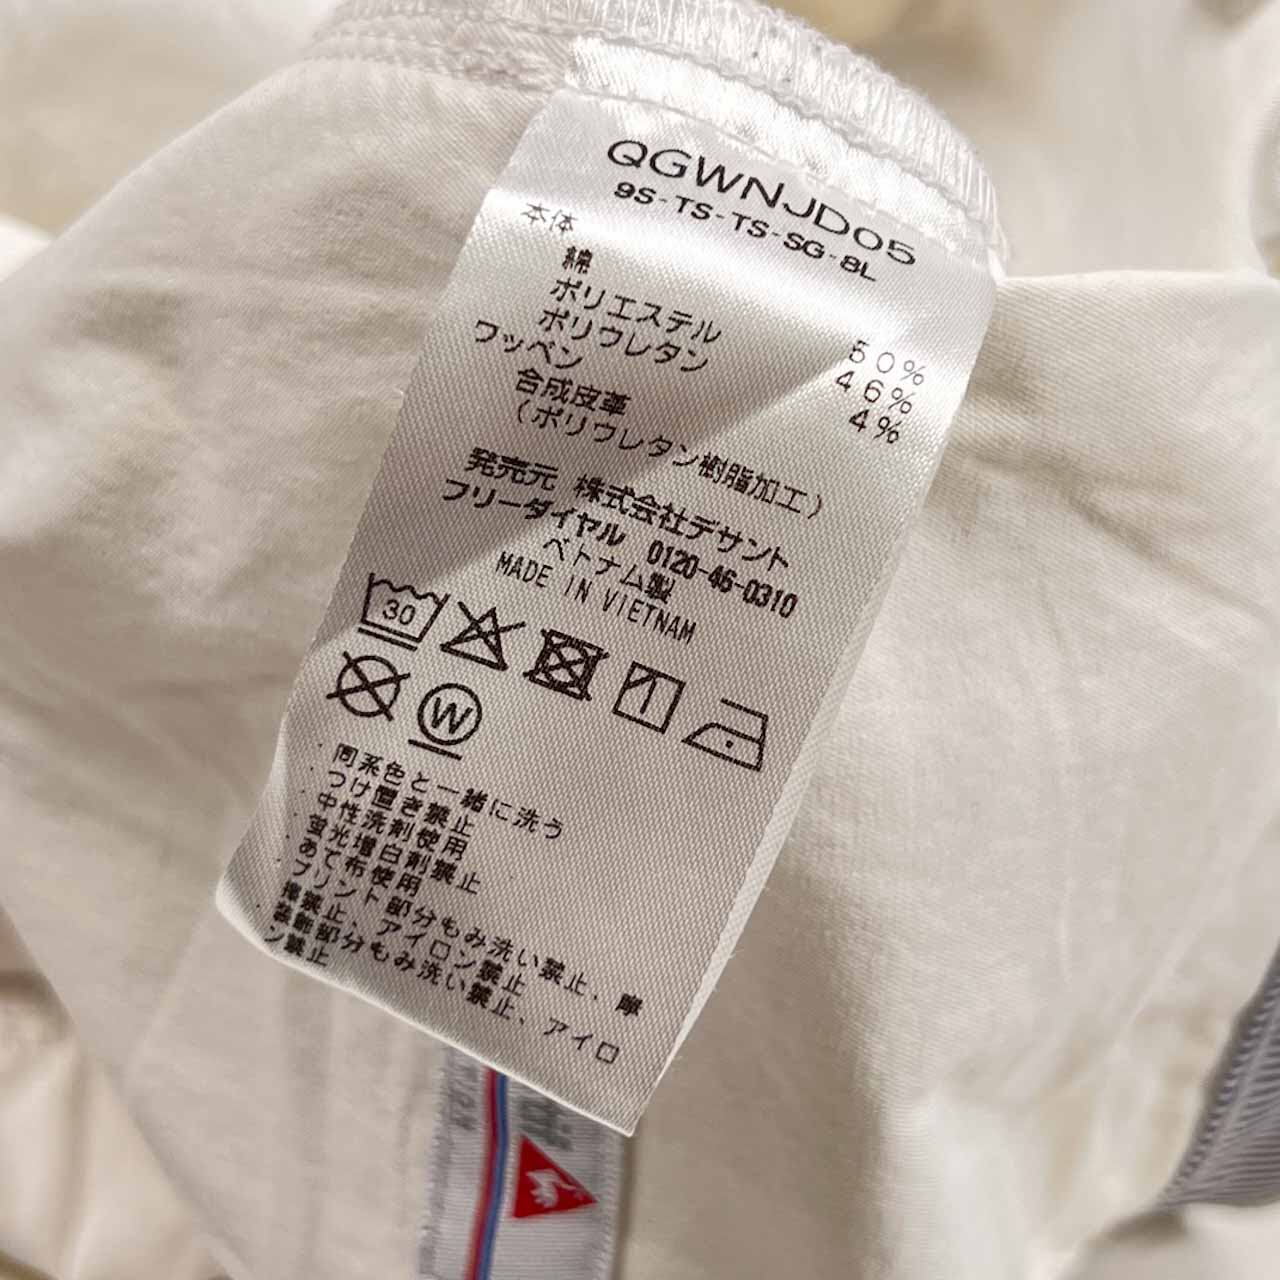 QGWNJD05
9S-TS-TS-SG-8L
本体
綿 50%
ポリエステル 46%
ポリウレタン 4%
ワッペン
合成皮革
(ポリウレタン樹脂加工)
発売元 株式会社デサント
フリーダイヤル 0120-46-0310
ベトナム製
MADE IN VIETNAM
30
W
同系色と一緒に洗う
つけ置き禁止
中性洗剤使用
蛍光増白剤禁止
あて布使用
プリント部分もみ洗い禁止、摩
擦禁止、アイロン禁止
装飾部分もみ洗い禁止、アイロ
ン禁止